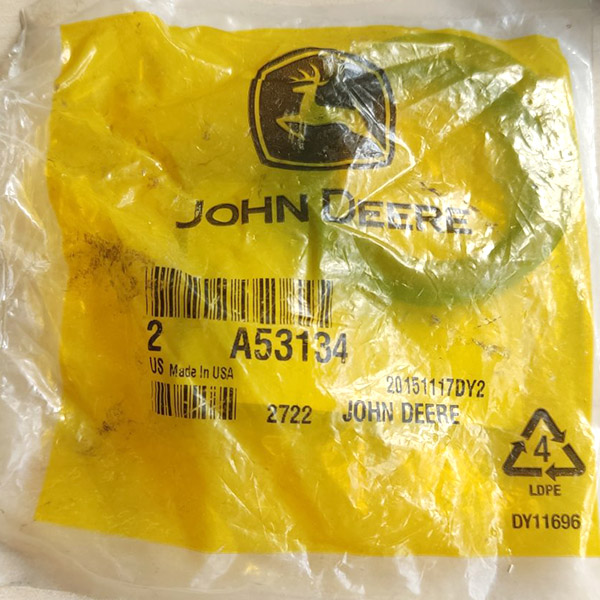 JOHN DEERE
2 A53134
US Made In USA
20151117DY2
2722 JOHN DEERE
4
LDPE
DY11696